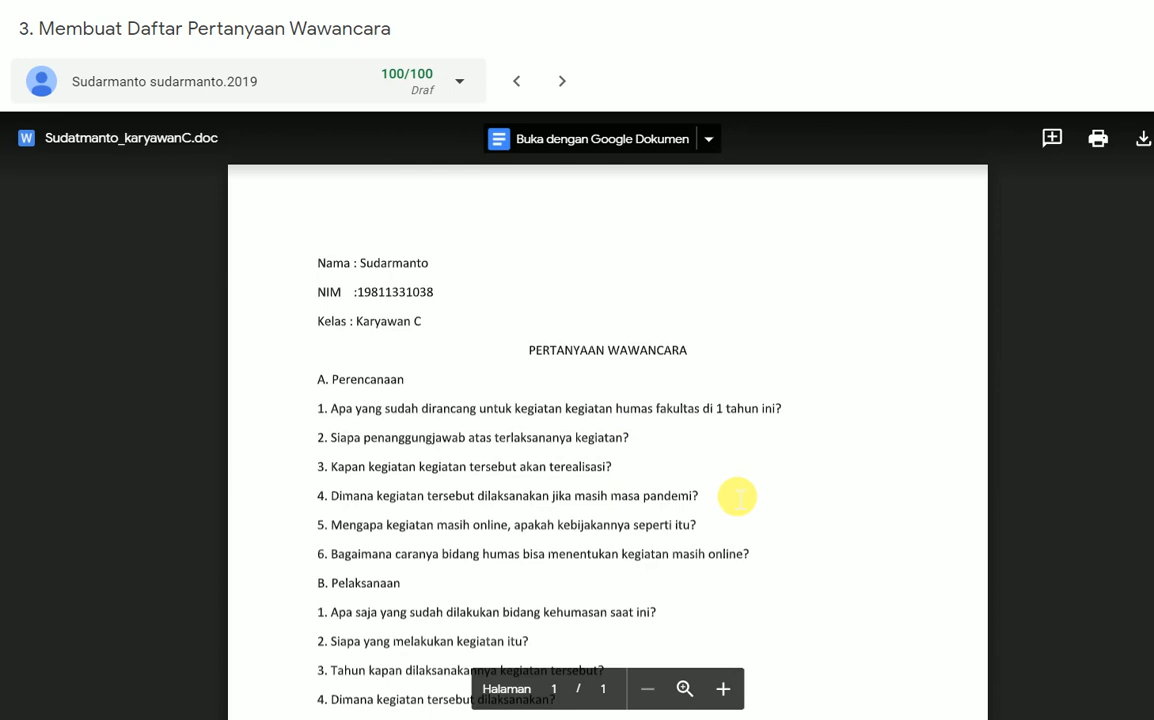 3. Membuat Daftar Pertanyaan Wawancara
Sudarmanto sudarmanto.2019
100/100
Draf
W
Sudatmanto_karyawanC.doc
Buka dengan Google Dokumen
Nama : Sudarmanto
NIM :19811331038
Kelas : Karyawan C
PERTANYAAN WAWANCARA
A. Perencanaan
1. Apa yang sudah dirancang untuk kegiatan kegiatan humas fakultas di 1 tahun ini?
2. Siapa penanggungjawab atas terlaksananya kegiatan?
3. Kapan kegiatan kegiatan tersebut akan terealisasi?
4. Dimana kegiatan tersebut dilaksanakan jika masih masa pandemi?
5. Mengapa kegiatan masih online, apakah kebijakannya seperti itu?
6. Bagaimana caranya bidang humas bisa menentukan kegiatan masih online?
B. Pelaksanaan
1. Apa saja yang sudah dilakukan bidang kehumasan saat ini?
2. Siapa yang melakukan kegiatan itu?
3. Tahun kapan dilaksanakannya kegiatan tersebut?
4. Dimana kegiatan tersebut dilaksanakan?
Halaman 1 / 1